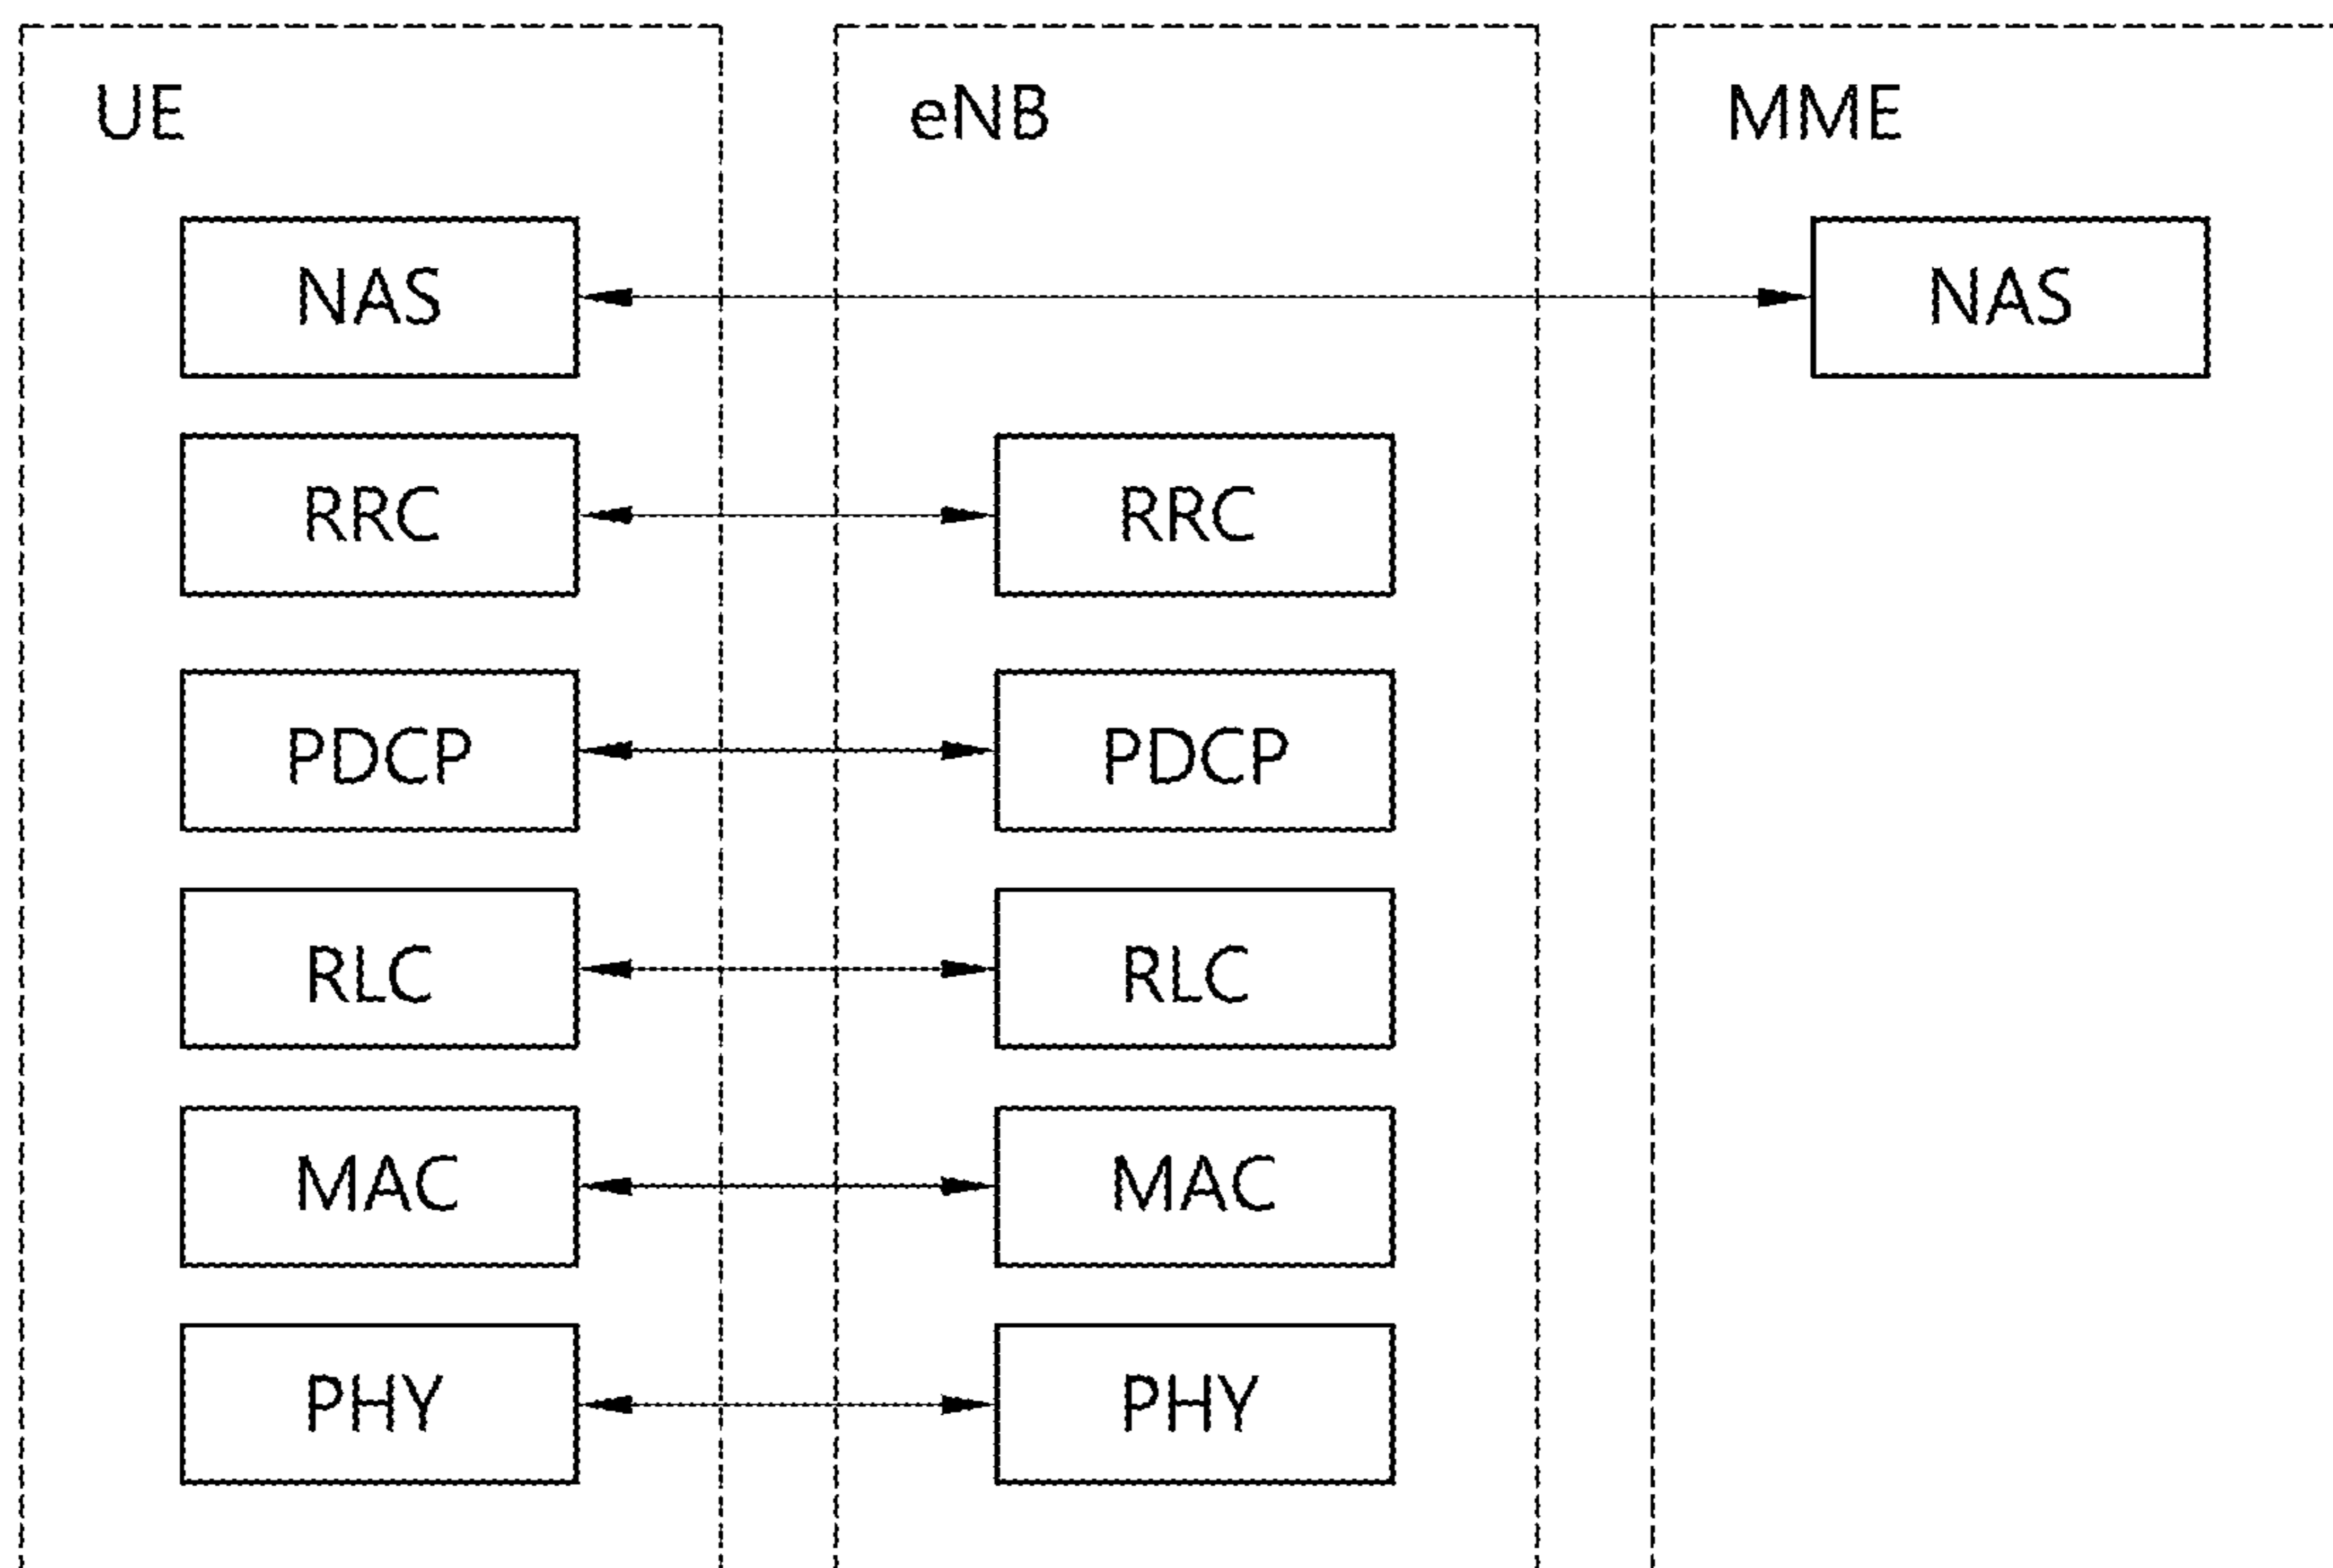 UE eNB MME
NAS NAS
RRC RRC
PDCP PDCP
RLC RLC
MAC MAC
PHY PHY